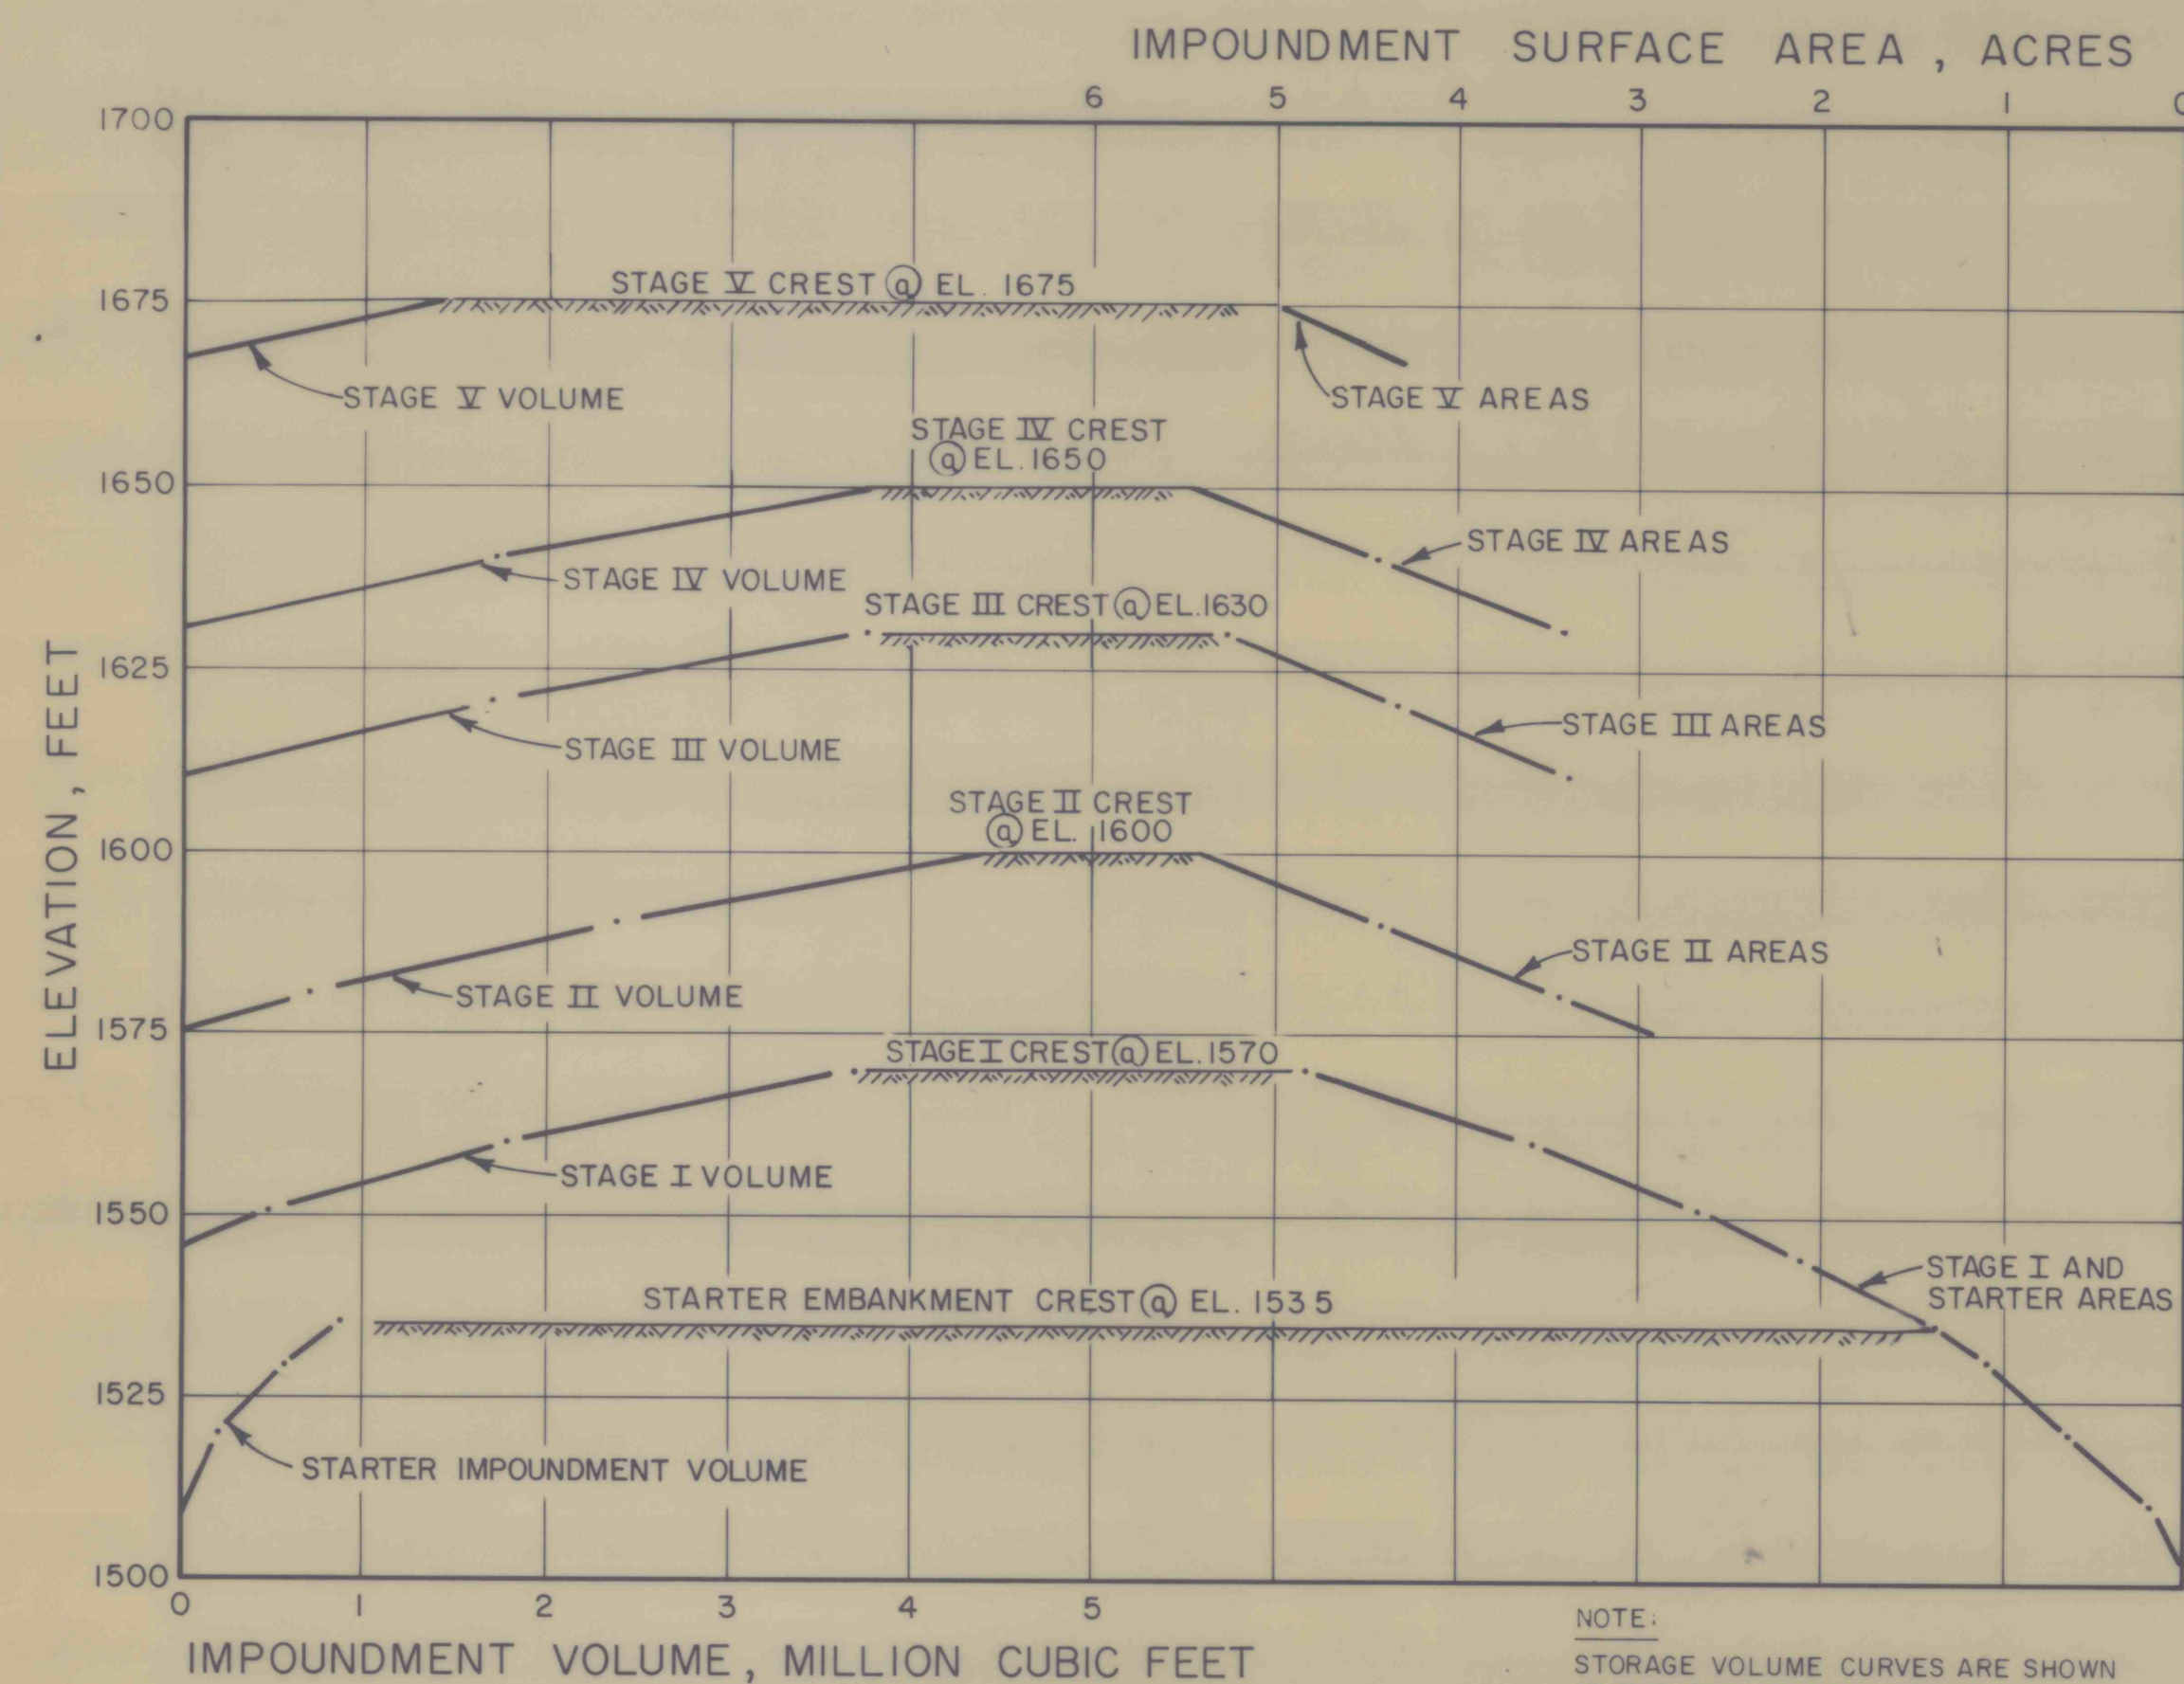 IMPOUNDMENT SURFACE AREA, ACRES
6 5 4 3 2 1
1700
STAGE V CREST @ EL. 1675
1675
STAGE V VOLUME
STAGE V AREAS
STAGE IV CREST
@ EL. 1650
1650
STAGE IV AREAS
STAGE IV VOLUME
STAGE III CREST @ EL. 1630
1625
STAGE III AREAS
STAGE III VOLUME
STAGE II CREST
@ EL. 1600
1600
ELEVATION, FEET
STAGE II AREAS
STAGE II VOLUME
1575
STAGE I CREST @ EL. 1570
STAGE I VOLUME
1550
STAGE I AND
STARTER AREAS
STARTER EMBANKMENT CREST @ EL. 1535
1525
STARTER IMPOUNDMENT VOLUME
1500
0 1 2 3 4 5
IMPOUNDMENT VOLUME, MILLION CUBIC FEET
NOTE:
STORAGE VOLUME CURVES ARE SHOWN